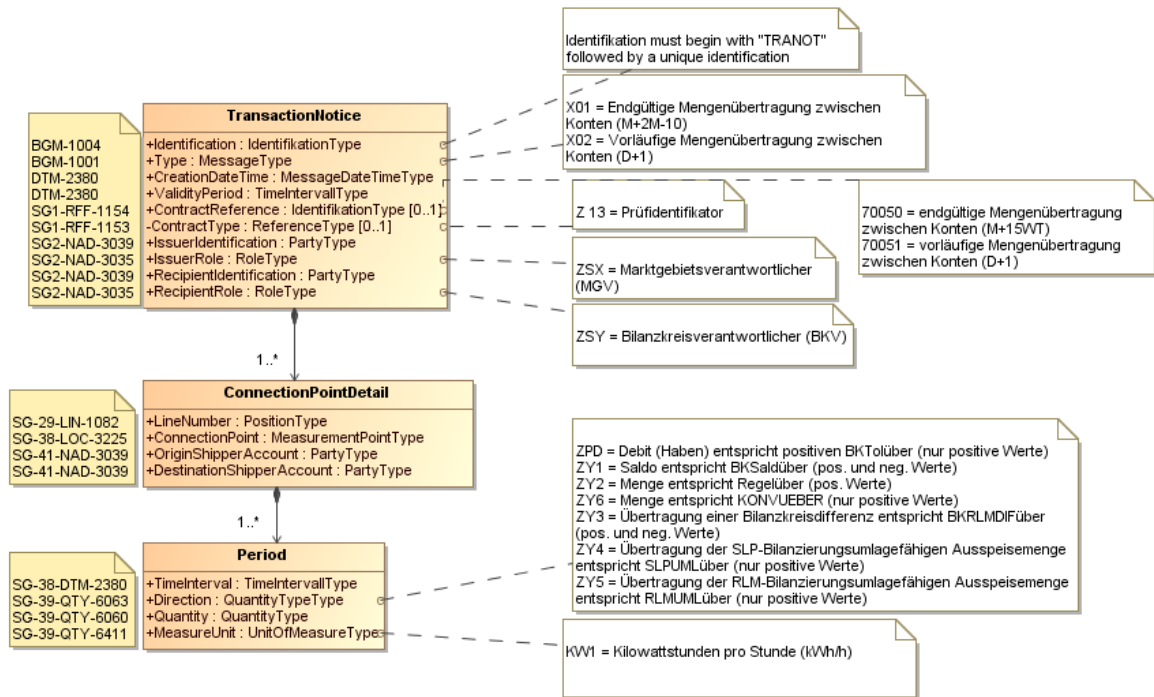 Identifikation must begin with "TRANOT"
followed by a unique identification
X01 = Endgültige Mengenübertragung zwischen
Konten (M+2M-10)
X02 = Vorläufige Mengenübertragung zwischen
Konten (D+1)
TransactionNotice
BGM-1004
BGM-1001
DTM-2380
DTM-2380
SG1-RFF-1154
SG1-RFF-1153
SG2-NAD-3039
SG2-NAD-3035
SG2-NAD-3039
SG2-NAD-3035
+Identification : IdentifikationType
+Type : MessageType
+CreationDateTime : MessageDateTimeType
+ValidityPeriod : TimeIntervallType
+ContractReference : IdentifikationType [0..1]
-ContractType : ReferenceType [0..1]
+IssuerIdentification : PartyType
+IssuerRole : RoleType
+RecipientIdentification : PartyType
+RecipientRole : RoleType
Z 13 = Prüfidentifikator
70050 = endgültige Mengenübertragung
zwischen Konten (M+15WT)
70051 = vorläufige Mengenübertragung
zwischen Konten (D+1)
ZSX = Marktgebietsverantwortlicher
(MGV)
ZSY = Bilanzkreisverantwortlicher (BKV)
1..*
ConnectionPointDetail
SG-29-LIN-1082
SG-38-LOC-3225
SG-41-NAD-3039
SG-41-NAD-3039
+LineNumber : PositionType
+ConnectionPoint : MeasurementPointType
+OriginShipperAccount : PartyType
+DestinationShipperAccount : PartyType
1..*
ZPD = Debit (Haben) entspricht positiven BKTolüber (nur positive Werte)
ZY1 = Saldo entspricht BKSaldüber (pos. und neg. Werte)
ZY2 = Menge entspricht Regelüber (pos. Werte)
ZY6 = Menge entspricht KONVUEBER (nur positive Werte)
ZY3 = Übertragung einer Bilanzkreisdifferenz entspricht BKRLMDIFüber
(pos. und neg. Werte)
ZY4 = Übertragung der SLP-Bilanzierungsumlagefähigen Ausspeisemenge
entspricht SLPUMLüber (nur positive Werte)
ZY5 = Übertragung der RLM-Bilanzierungsumlagefähigen Ausspeisemenge
entspricht RLMUMLüber (nur positive Werte)
Period
SG-38-DTM-2380
SG-39-QTY-6063
SG-39-QTY-6060
SG-39-QTY-6411
+TimeInterval : TimeIntervallType
+Direction : QuantityTypeType
+Quantity : QuantityType
+MeasureUnit : UnitOfMeasureType
KW1 = Kilowattstunden pro Stunde (kWh/h)